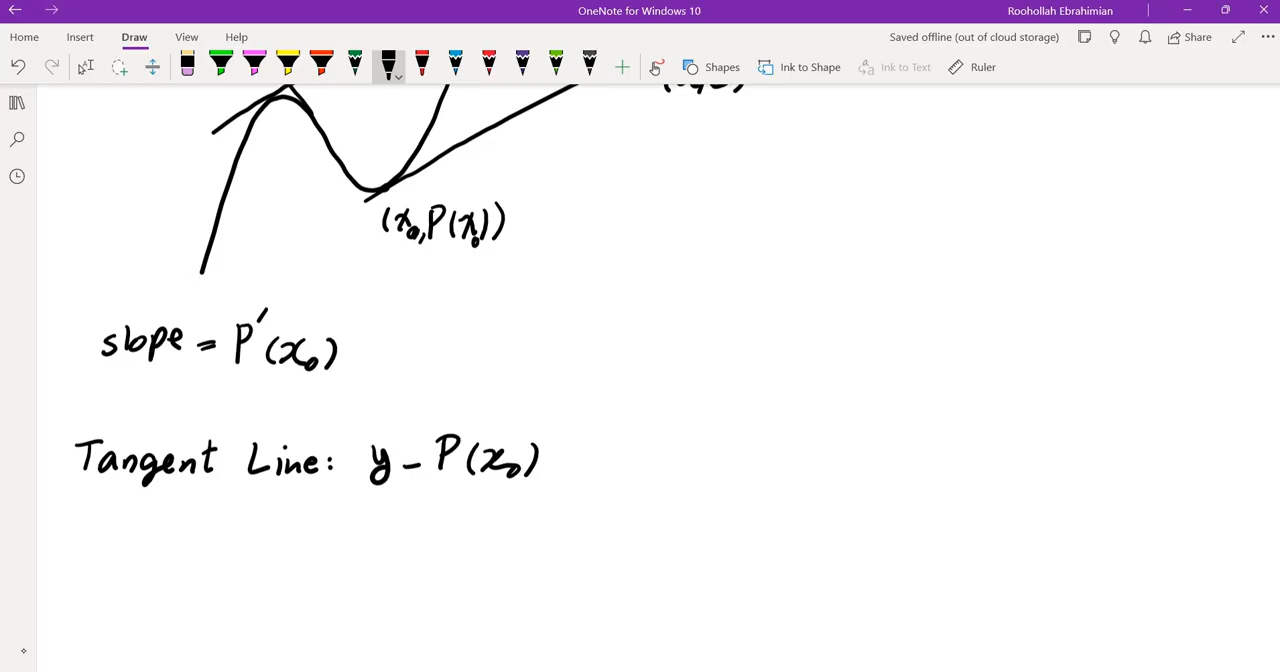 OneNote for Windows 10
Roohollah Ebrahimian
Home Insert Draw View Help
Saved offline (out of cloud storage)
Share
Shapes Ink to Shape Ink to Text Ruler
(x₀, P(x₀))
slope = P'(x₀)
Tangent Line: y - P(x₀)